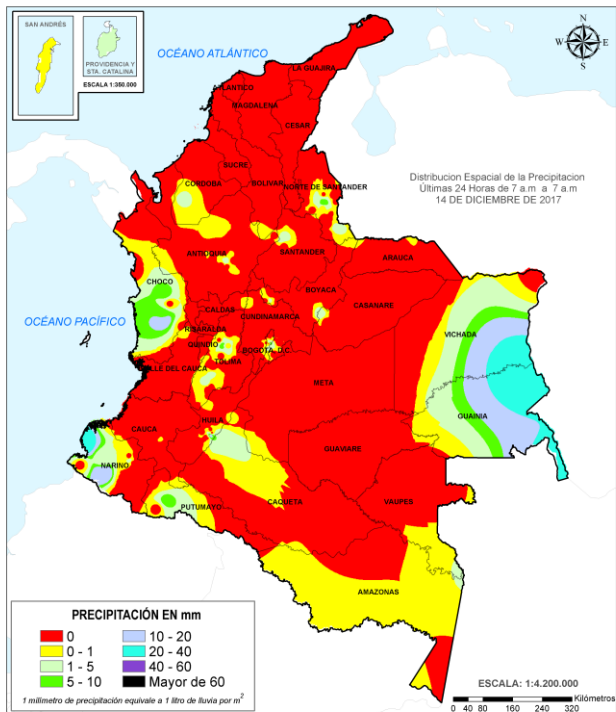 SAN ANDRÉS
PROVIDENCIA Y
STA. CATALINA
ESCALA 1:350.000
OCÉANO ATLÁNTICO
N
W
E
S
LA GUAJIRA
ATLANTICO
MAGDALENA
CESAR
SUCRE
CORDOBA
BOLIVAR
NORTE DE SANTANDER
Distribucion Espacial de la Precipitacion
Últimas 24 Horas de 7 a.m a 7 a.m
14 DE DICIEMBRE DE 2017
ANTIOQUIA
SANTANDER
ARAUCA
CHOCO
BOYACA
CASANARE
OCÉANO PACÍFICO
CALDAS
CUNDINAMARCA
RISARALDA
VICHADA
QUINDIO
BOGOTA, D.C.
TOLIMA
VALLE DEL CAUCA
META
GUAINIA
HUILA
CAUCA
GUAVIARE
NARIÑO
CAQUETA
VAUPES
PUTUMAYO
AMAZONAS
PRECIPITACIÓN EN mm
0
10 - 20
0 - 1
20 - 40
1 - 5
40 - 60
5 - 10
Mayor de 60
1 milimetro de precipitación equivale a 1 litro de lluvia por m2
ESCALA: 1:4.200.000
Kilómetros
0 40 80 160 240 320